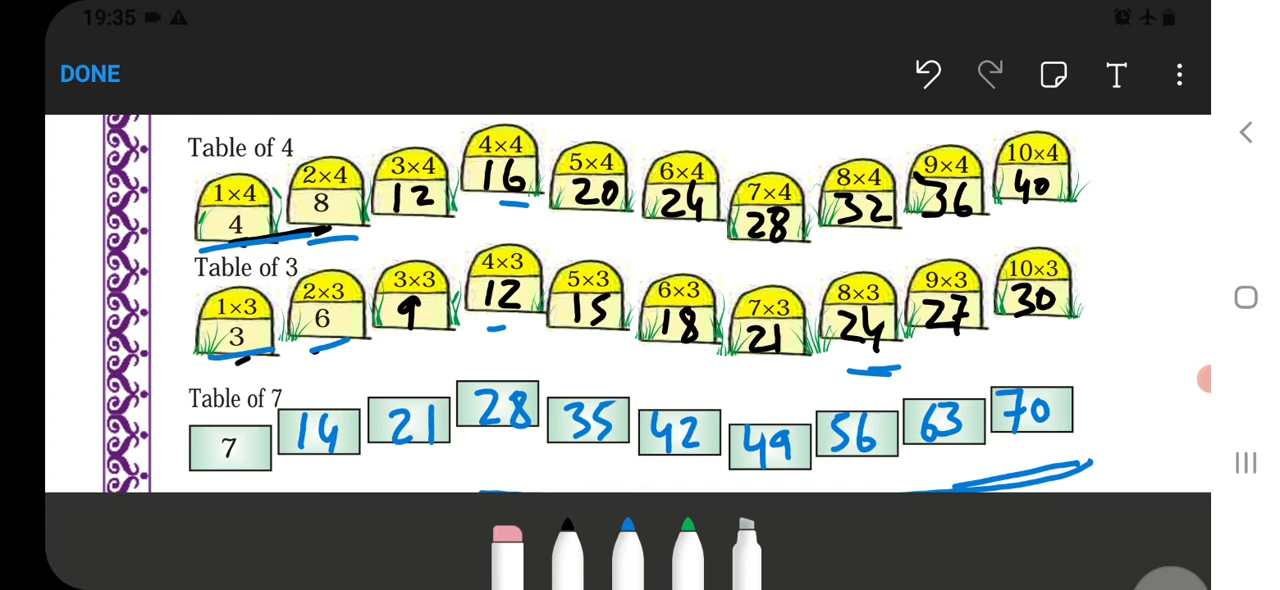 19:35
DONE
T
Table of 4
1×4 2×4 3×4 4×4 5×4 6×4 7×4 8×4 9×4 10×4
4 8 12 16 20 24 28 32 36 40
Table of 3
1×3 2×3 3×3 4×3 5×3 6×3 7×3 8×3 9×3 10×3
3 6 9 12 15 18 21 24 27 30
Table of 7
7 14 21 28 35 42 49 56 63 70